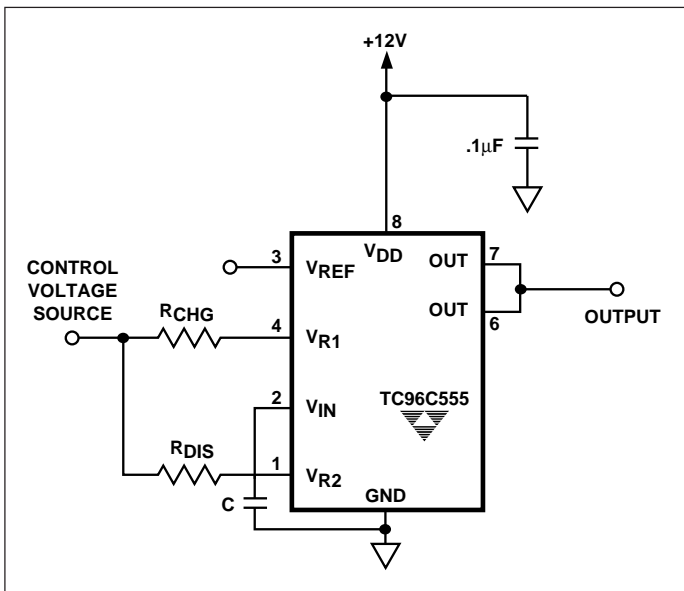 +12V
.1µF
8
3
VREF
VDD
OUT
7
CONTROL
VOLTAGE
SOURCE
RCHG
4
VR1
OUT
6
OUTPUT
2
VIN
TC96C555
RDIS
1
VR2
C
GND